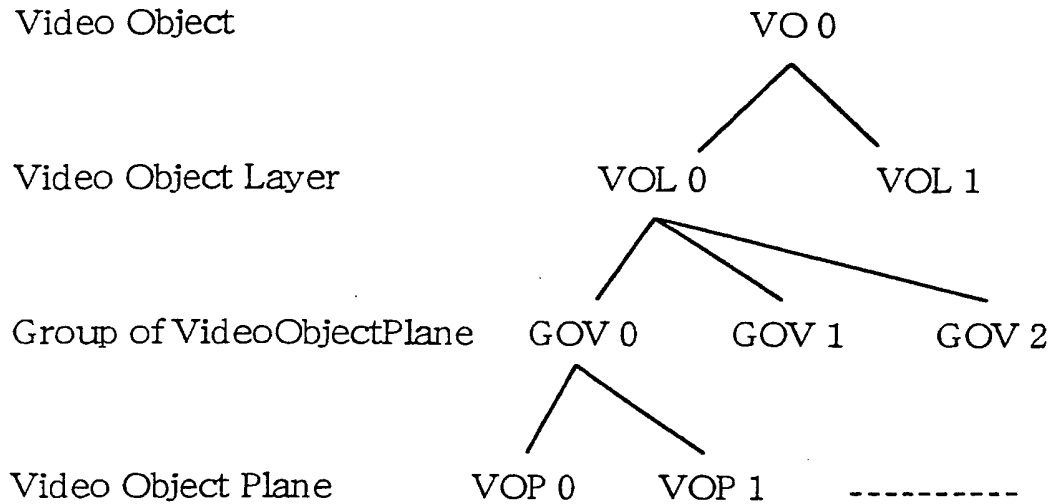 Video Object VO 0
Video Object Layer VOL 0 VOL 1
Group of VideoObjectPlane GOV 0 GOV 1 GOV 2
Video Object Plane VOP 0 VOP 1 ----------